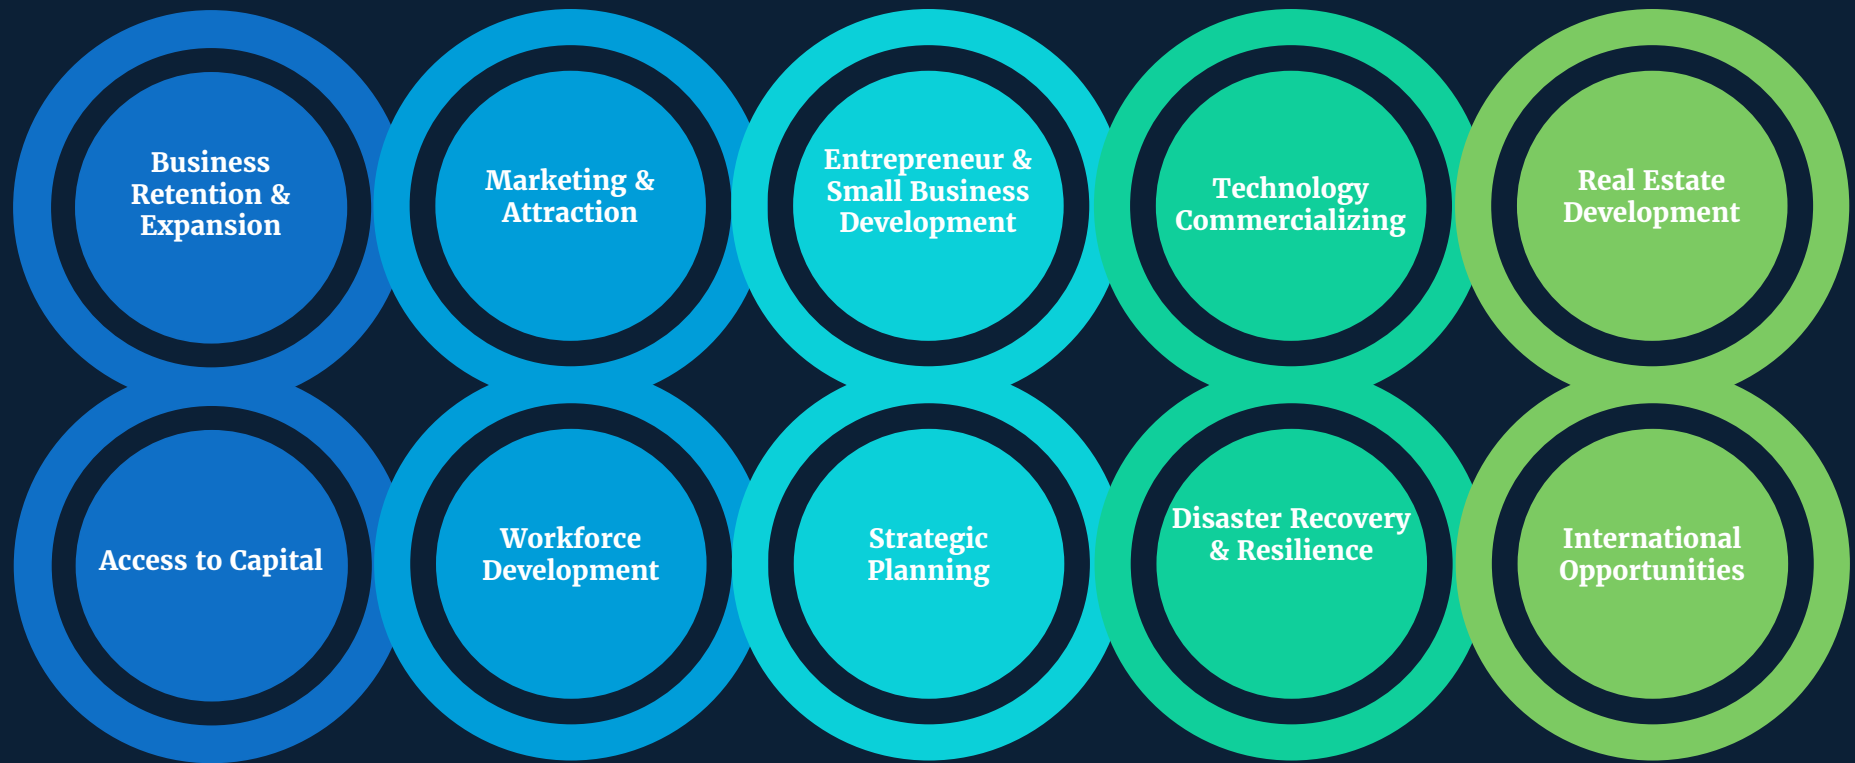 Business
Retention &
Expansion
Marketing &
Attraction
Entrepreneur &
Small Business
Development
Technology
Commercializing
Real Estate
Development
Access to Capital
Workforce
Development
Strategic
Planning
Disaster Recovery
& Resilience
International
Opportunities